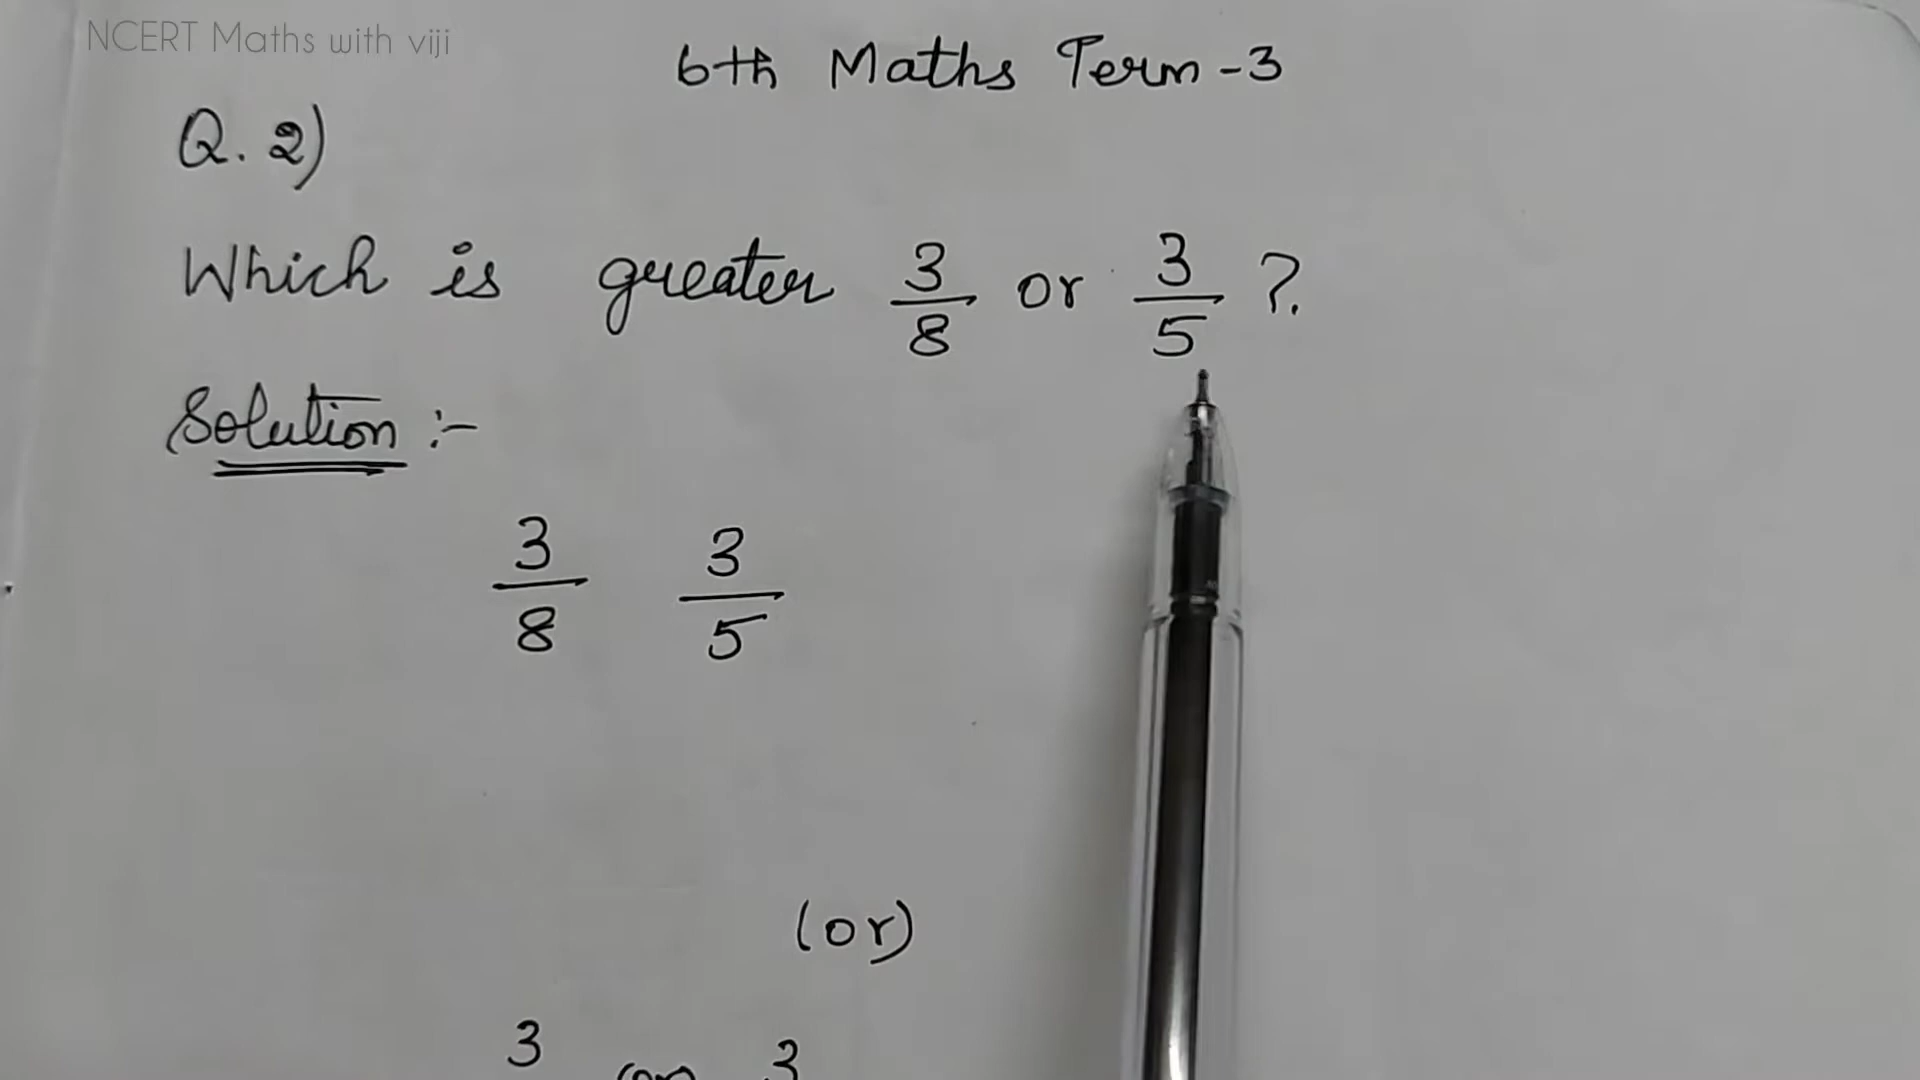 NCERT Maths with viji
6th Maths Term -3
Q. 2)
Which is greater 3/8 or 3/5 ?
Solution :-
3/8 3/5
(or)
3 3